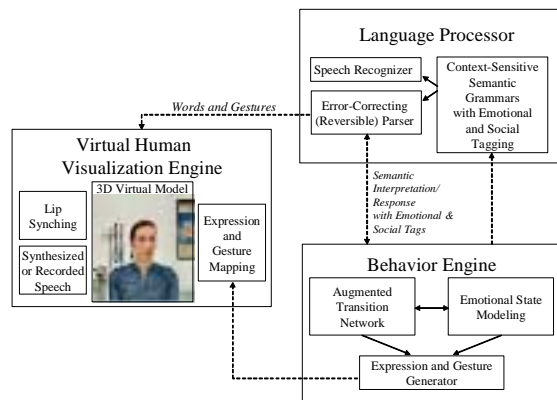 Language Processor
Speech Recognizer
Error-Correcting
(Reversible) Parser
Context-Sensitive
Semantic
Grammars
with Emotional
and Social
Tagging
Words and Gestures
Virtual Human
Visualization Engine
3D Virtual Model
Lip
Synching
Synthesized
or Recorded
Speech
Expression
and
Gesture
Mapping
Semantic
Interpretation/
Response
with Emotional &
Social Tags
Behavior Engine
Augmented
Transition
Network
Emotional State
Modeling
Expression and Gesture
Generator